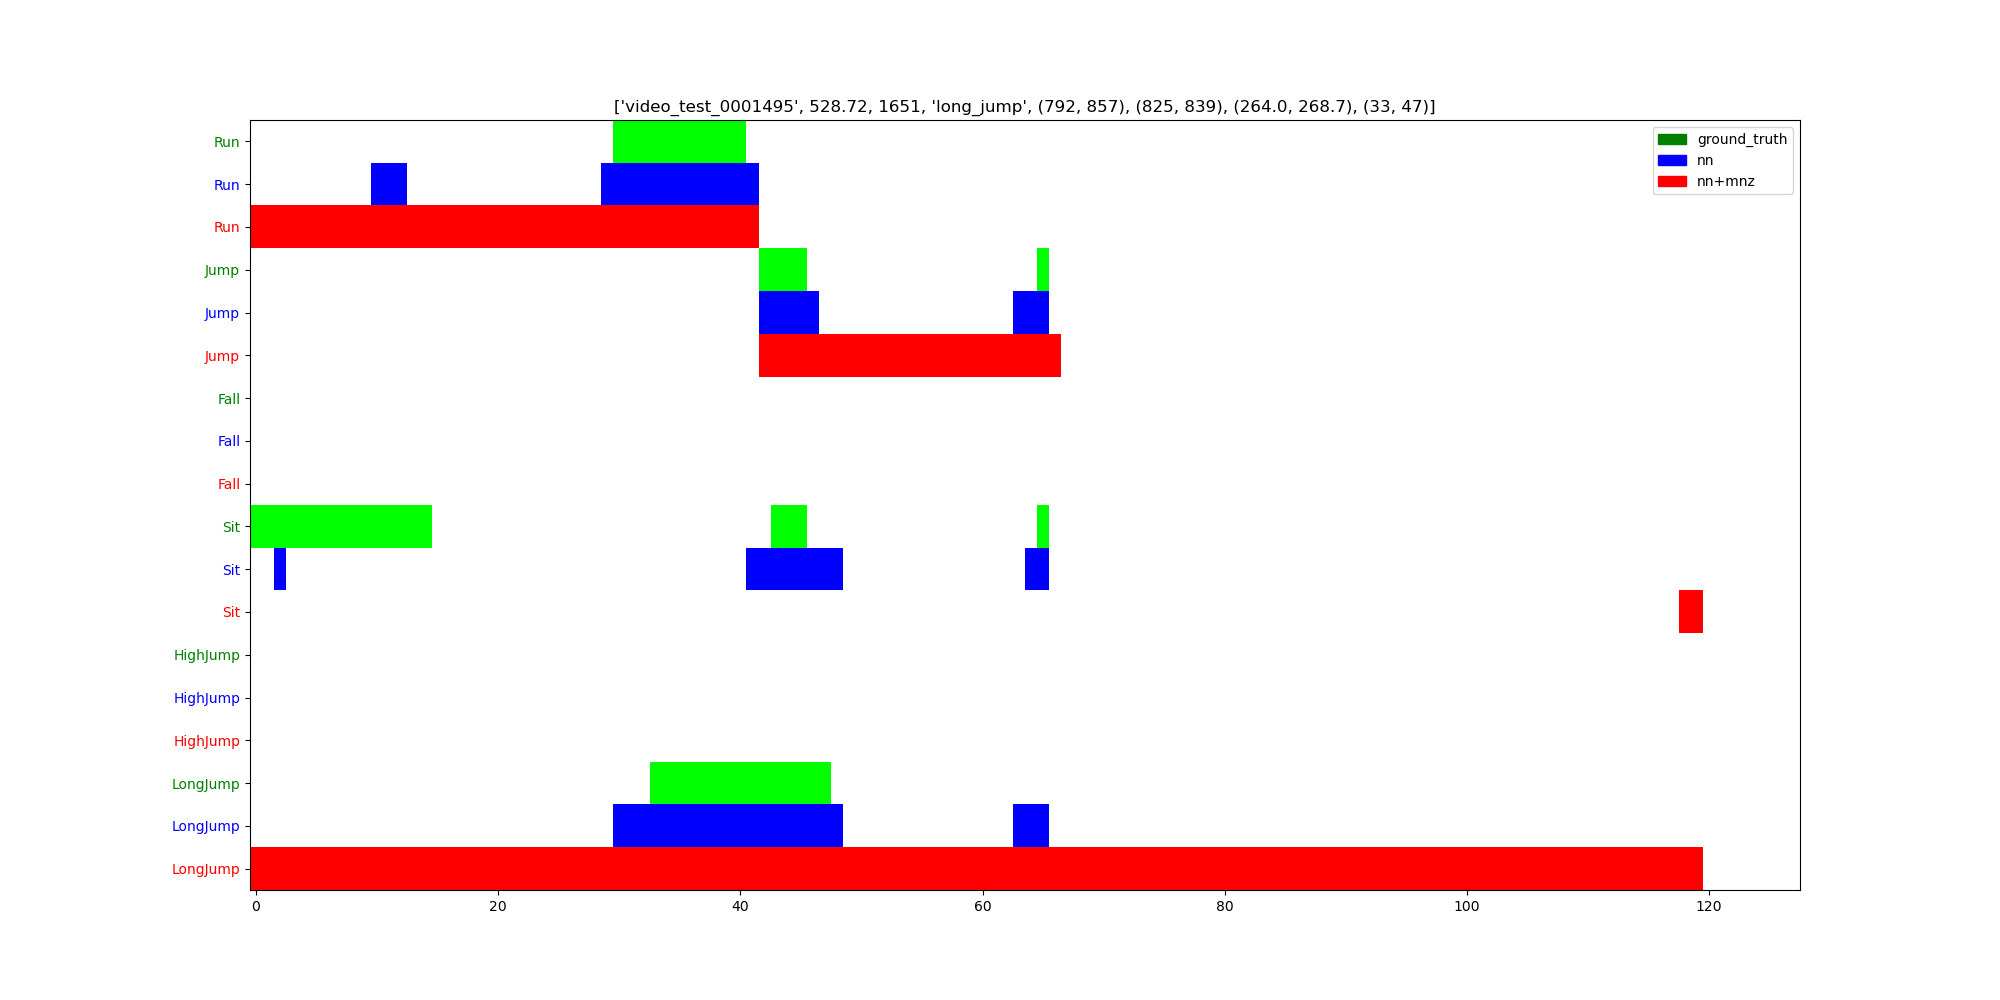 ['video_test_0001495', 528.72, 1651, 'long_jump', (792, 857), (825, 839), (264.0, 268.7), (33, 47)]
ground_truth
nn
nn+mnz
Run
Run
Run
Jump
Jump
Jump
Fall
Fall
Fall
Sit
Sit
Sit
HighJump
HighJump
HighJump
LongJump
LongJump
LongJump
0 20 40 60 80 100 120